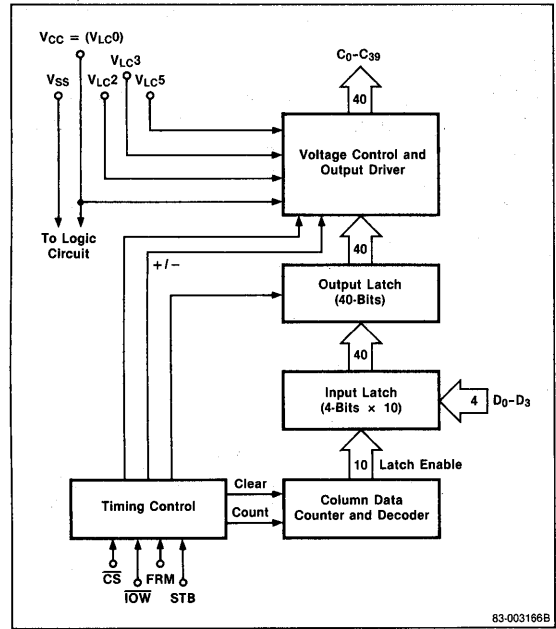 VCC = (VLC0)
VSS
VLC2
VLC3
VLC5
C0–C39
40
Voltage Control and
Output Driver
To Logic
Circuit
+/−
40
Output Latch
(40-Bits)
40
Input Latch
(4-Bits × 10)
4
D0–D3
10
Latch Enable
Timing Control
Clear
Count
Column Data
Counter and Decoder
C̅S̅
I̅O̅W̅
FRM
STB
83-003166B